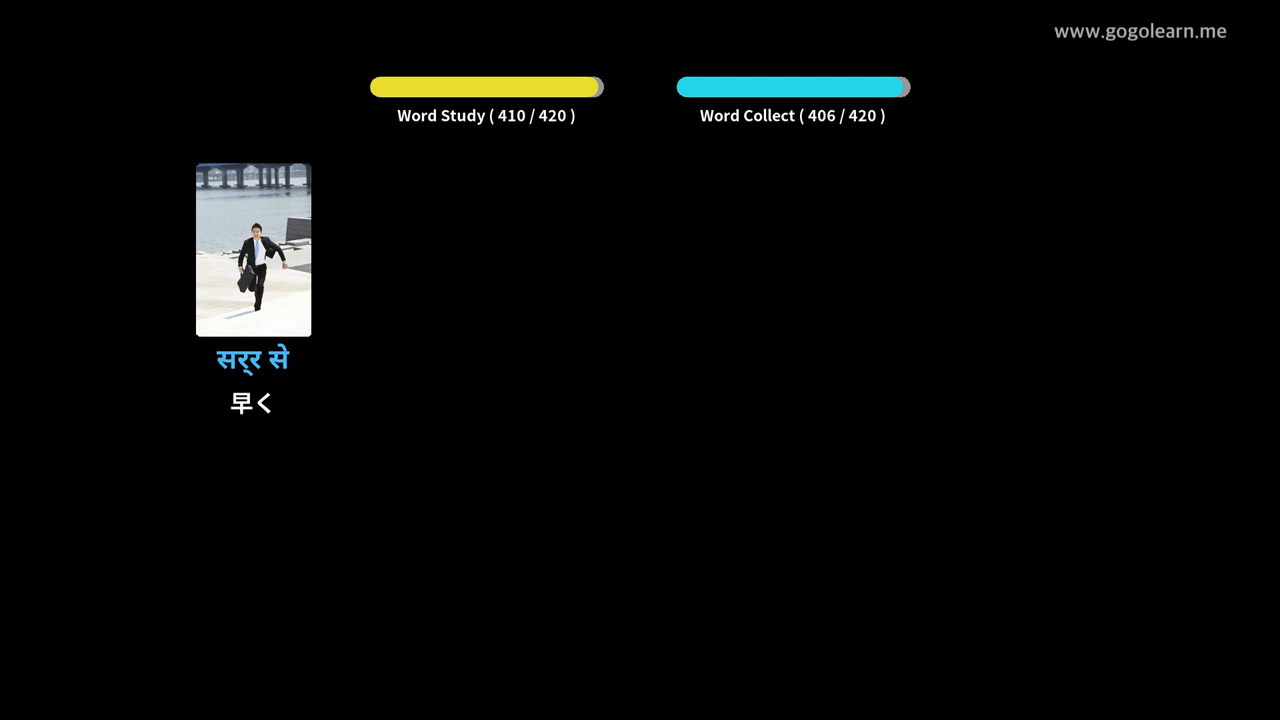 www.gogolearn.me
Word Study ( 410 / 420 )
Word Collect ( 406 / 420 )
सर्र से
早く